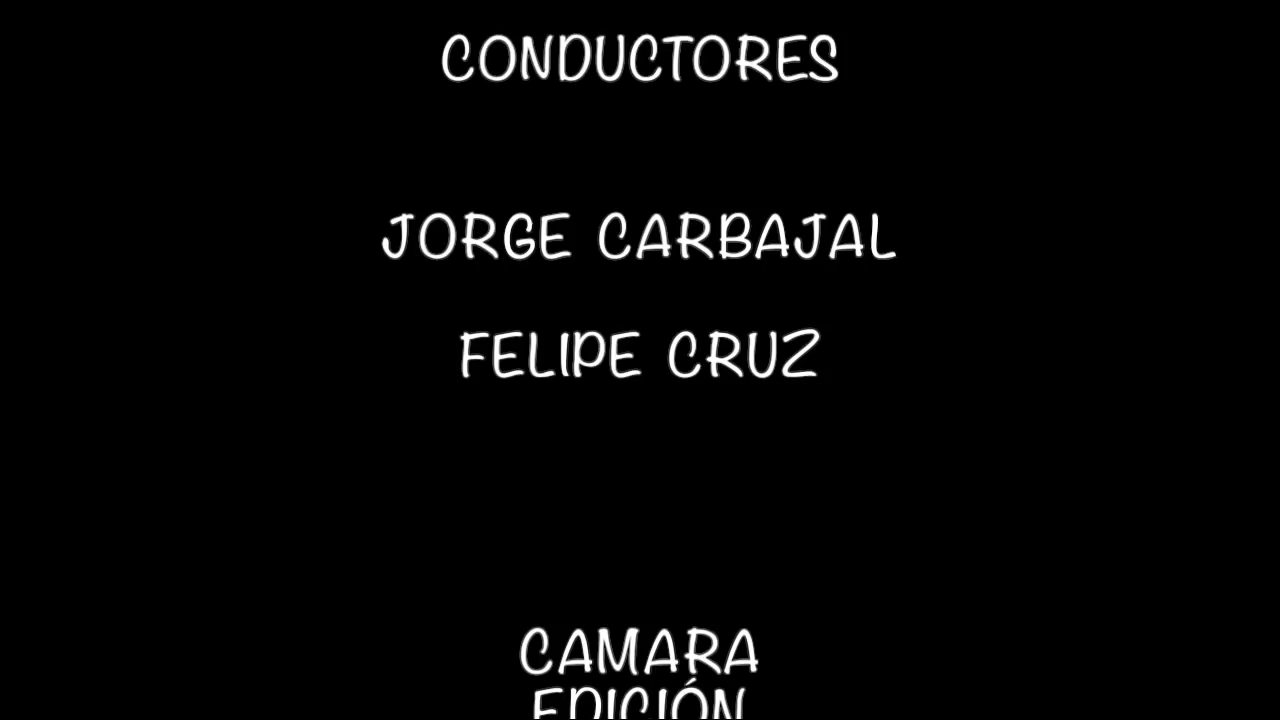 CONDUCTORES
JORGE CARBAJAL
FELIPE CRUZ
CAMARA
EDICIÓN